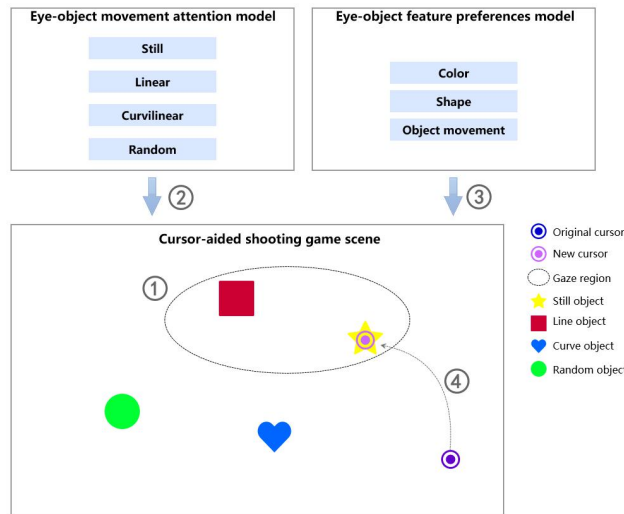 Eye-object movement attention model
Still
Linear
Curvilinear
Random
Eye-object feature preferences model
Color
Shape
Object movement
②
③
Cursor-aided shooting game scene
①
④
Original cursor
New cursor
Gaze region
Still object
Line object
Curve object
Random object